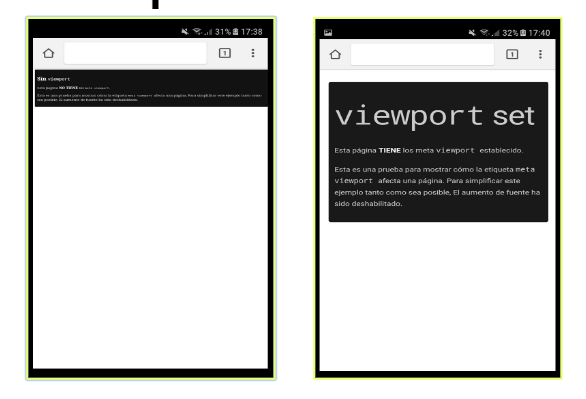 31% 17:38
1
Sin viewport
Esta página NO TIENE los meta viewport.
Esta es una prueba para mostrar cómo la etiqueta meta viewport afecta una página. Para simplificar este ejemplo tanto como
sea posible, El aumento de fuente ha sido deshabilitado.
32% 17:40
1
viewport set
Esta página TIENE los meta viewport establecido.
Esta es una prueba para mostrar cómo la etiqueta meta
viewport afecta una página. Para simplificar este
ejemplo tanto como sea posible, El aumento de fuente ha
sido deshabilitado.